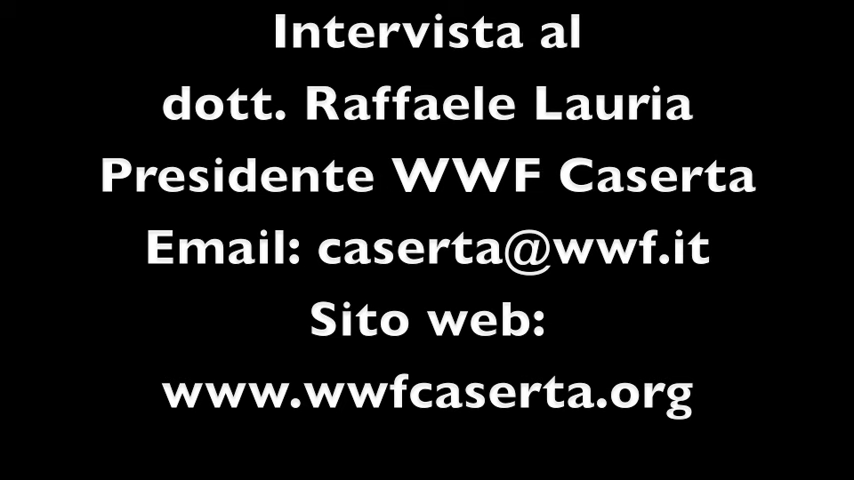 Intervista al
dott. Raffaele Lauria
Presidente WWF Caserta
Email: caserta@wwf.it
Sito web:
www.wwfcaserta.org